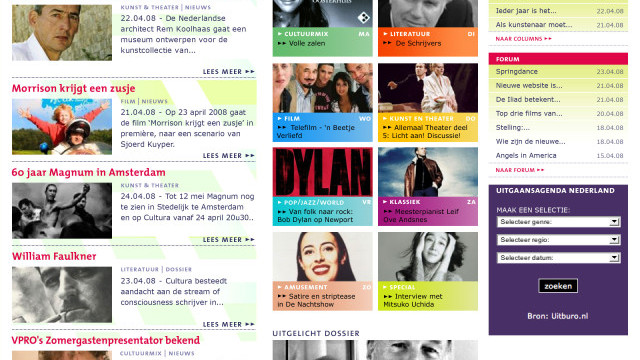 KUNST & THEATER | NIEUWS
22.04.08 - De Nederlandse
architect Rem Koolhaas gaat een
museum ontwerpen voor de
kunstcollectie van...
LEES MEER ►►
Morrison krijgt een zusje
FILM | NIEUWS
21.04.08 - Op 23 april 2008 gaat
de film 'Morrison krijgt een zusje' in
première, naar een scenario van
Sjoerd Kuyper.
LEES MEER ►►
60 jaar Magnum in Amsterdam
KUNST & THEATER
24.04.08 - Tot 12 mei Magnum nog
te zien in Stedelijk te Amsterdam
en op Cultura vanaf 24 april 20u30..
LEES MEER ►►
William Faulkner
LITERATUUR | DOSSIER
23.04.08 - Cultura besteedt
aandacht aan de stream of
consciousness schrijver in...
LEES MEER ►►
VPRO's Zomergastenpresentator bekend
CULTUURMIX | NIEUWS
OOSTERHUIS
► CULTUURMIX MA
►► Volle zalen
► LITERATUUR DI
►► De Schrijvers
► FILM WO
►► Telefilm - 'n Beetje
Verliefd
► KUNST EN THEATER DO
►► Allemaal Theater deel
5: Licht aan! Discussie!
DYLAN
► POP/JAZZ/WORLD VR
►► Van folk naar rock:
Bob Dylan op Newport
► KLASSIEK ZA
►► Meesterpianist Leif
Ove Andsnes
► AMUSEMENT ZO
►► Satire en striptease
in De Nachtshow
► SPECIAL
►► Interview met
Mitsuko Uchida
UITGELICHT DOSSIER
Ieder jaar is het... 22.04.08
Als kunstenaar moet... 21.04.08
NAAR COLUMNS ►►
FORUM
Springdance 23.04.08
Nieuwe website is... 21.04.08
De Iliad betekent... 21.04.08
Top drie films van... 21.04.08
Stelling:... 18.04.08
Wie zijn de nieuwe... 18.04.08
Angels in America 15.04.08
NAAR FORUM ►►
UITGAANSAGENDA NEDERLAND
MAAK EEN SELECTIE:
Selecteer genre:
Selecteer regio:
Selecteer datum:
zoeken
Bron: Uitburo.nl